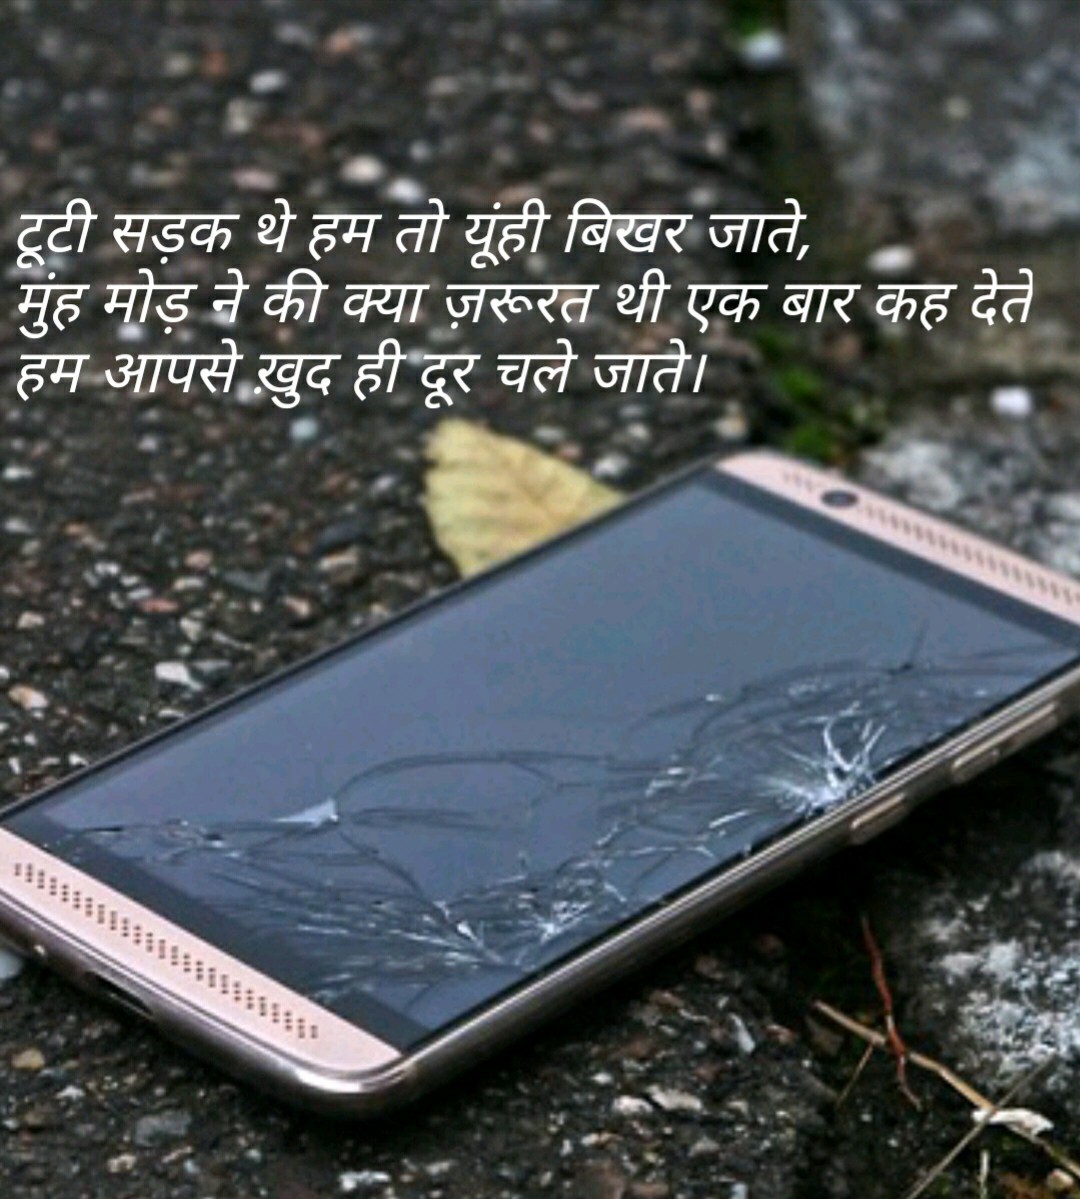 टूटी सड़क थे हम तो यूंही बिखर जाते,
मुंह मोड़ ने की क्या ज़रूरत थी एक बार कह देते
हम आपसे ख़ुद ही दूर चले जाते।